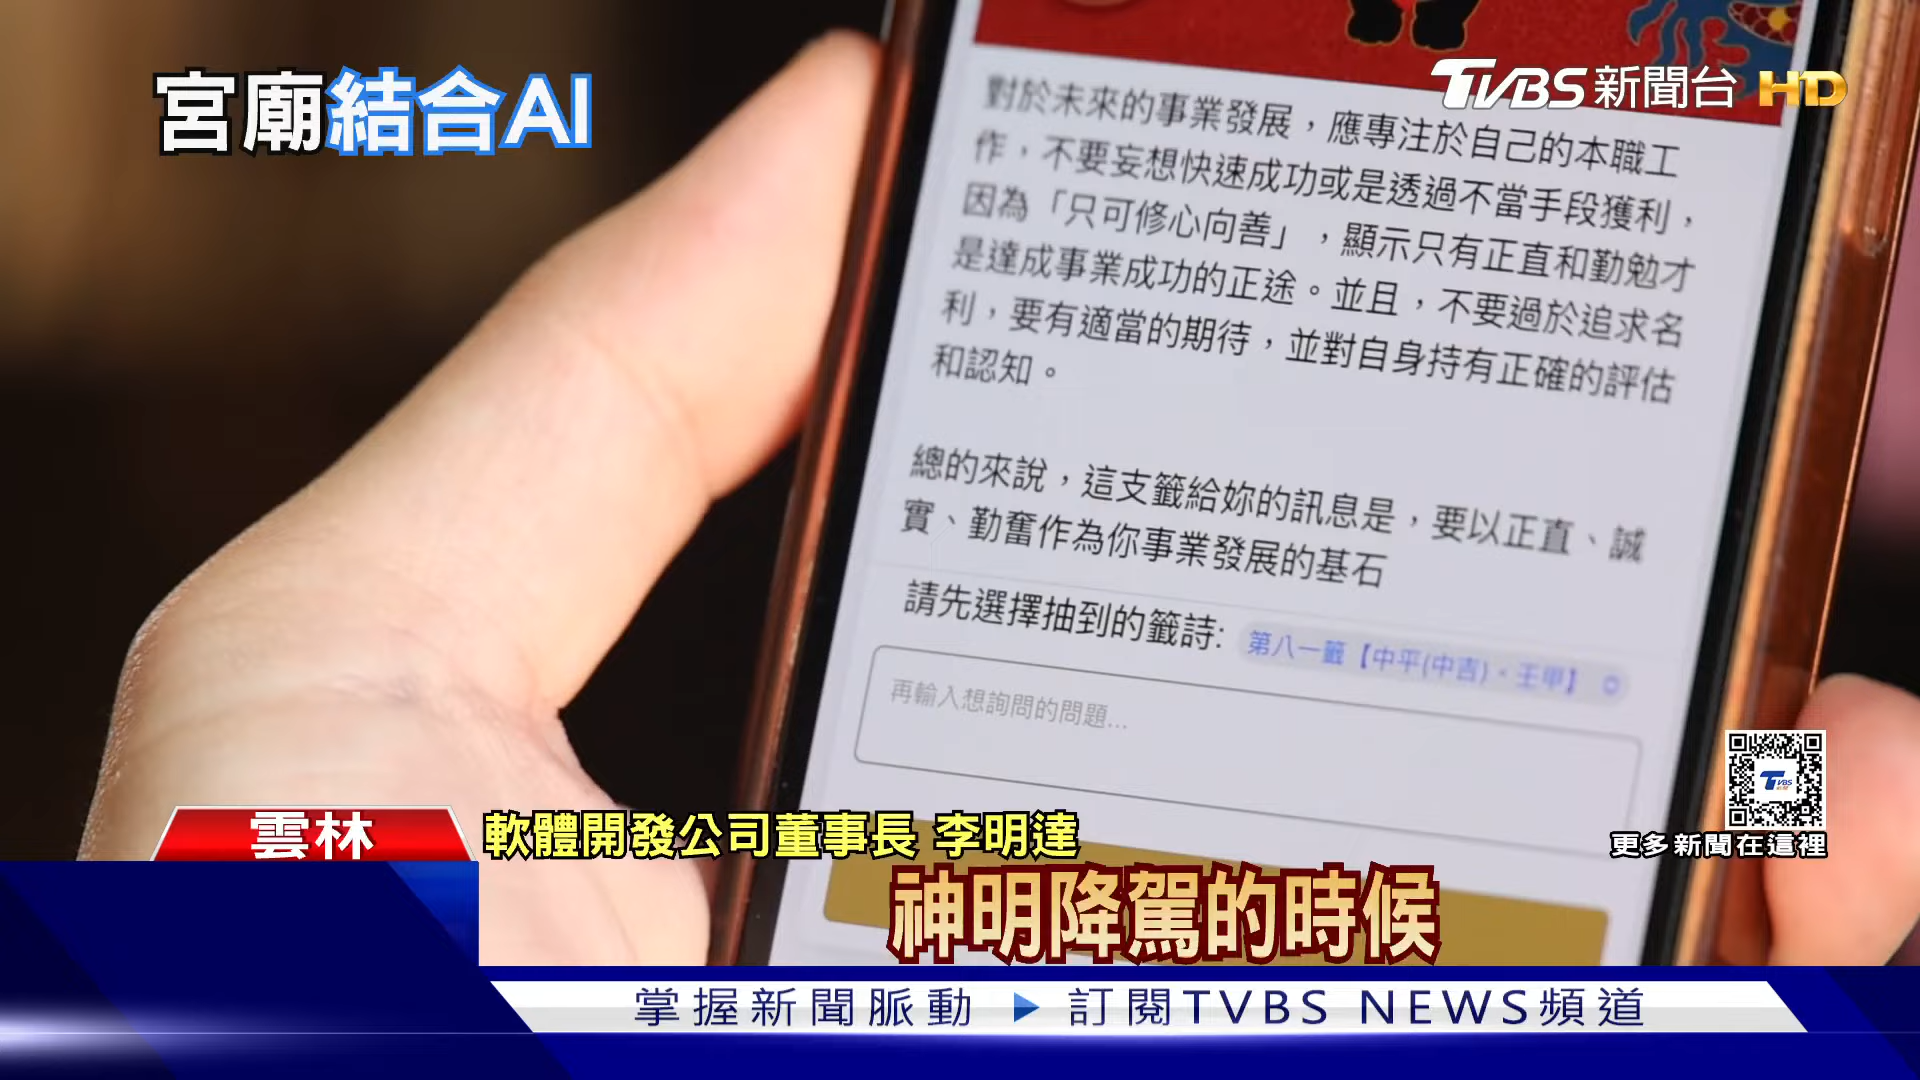 宮廟結合AI
TVBS新聞台 HD
對於未來的事業發展，應專注於自己的本職工
作，不要妄想快速成功或是透過不當手段獲利，
因為「只可修心向善」，顯示只有正直和勤勉才
是達成事業成功的正途。並且，不要過於追求名
利，要有適當的期待，並對自身持有正確的評估
和認知。
總的來說，這支籤給妳的訊息是，要以正直、誠
實、勤奮作為你事業發展的基石
請先選擇抽到的籤詩: 第八一籤【中平(中吉)・壬甲】
再輸入想詢問的問題...
TVBS
更多新聞在這裡
雲林
軟體開發公司董事長 李明達
神明降駕的時候
掌握新聞脈動 ▶ 訂閱TVBS NEWS頻道